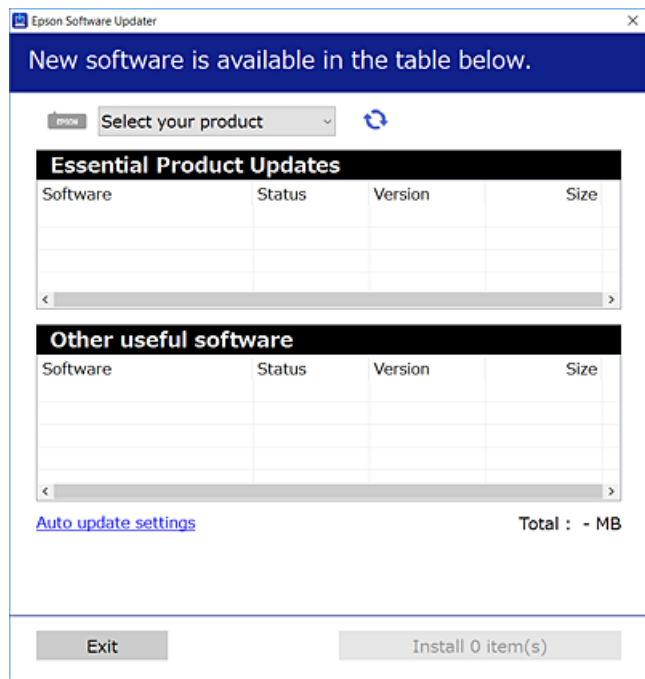 Epson Software Updater
New software is available in the table below.
EPSON Select your product
Essential Product Updates
Software Status Version Size
Other useful software
Software Status Version Size
Auto update settings Total : - MB
Exit Install 0 item(s)